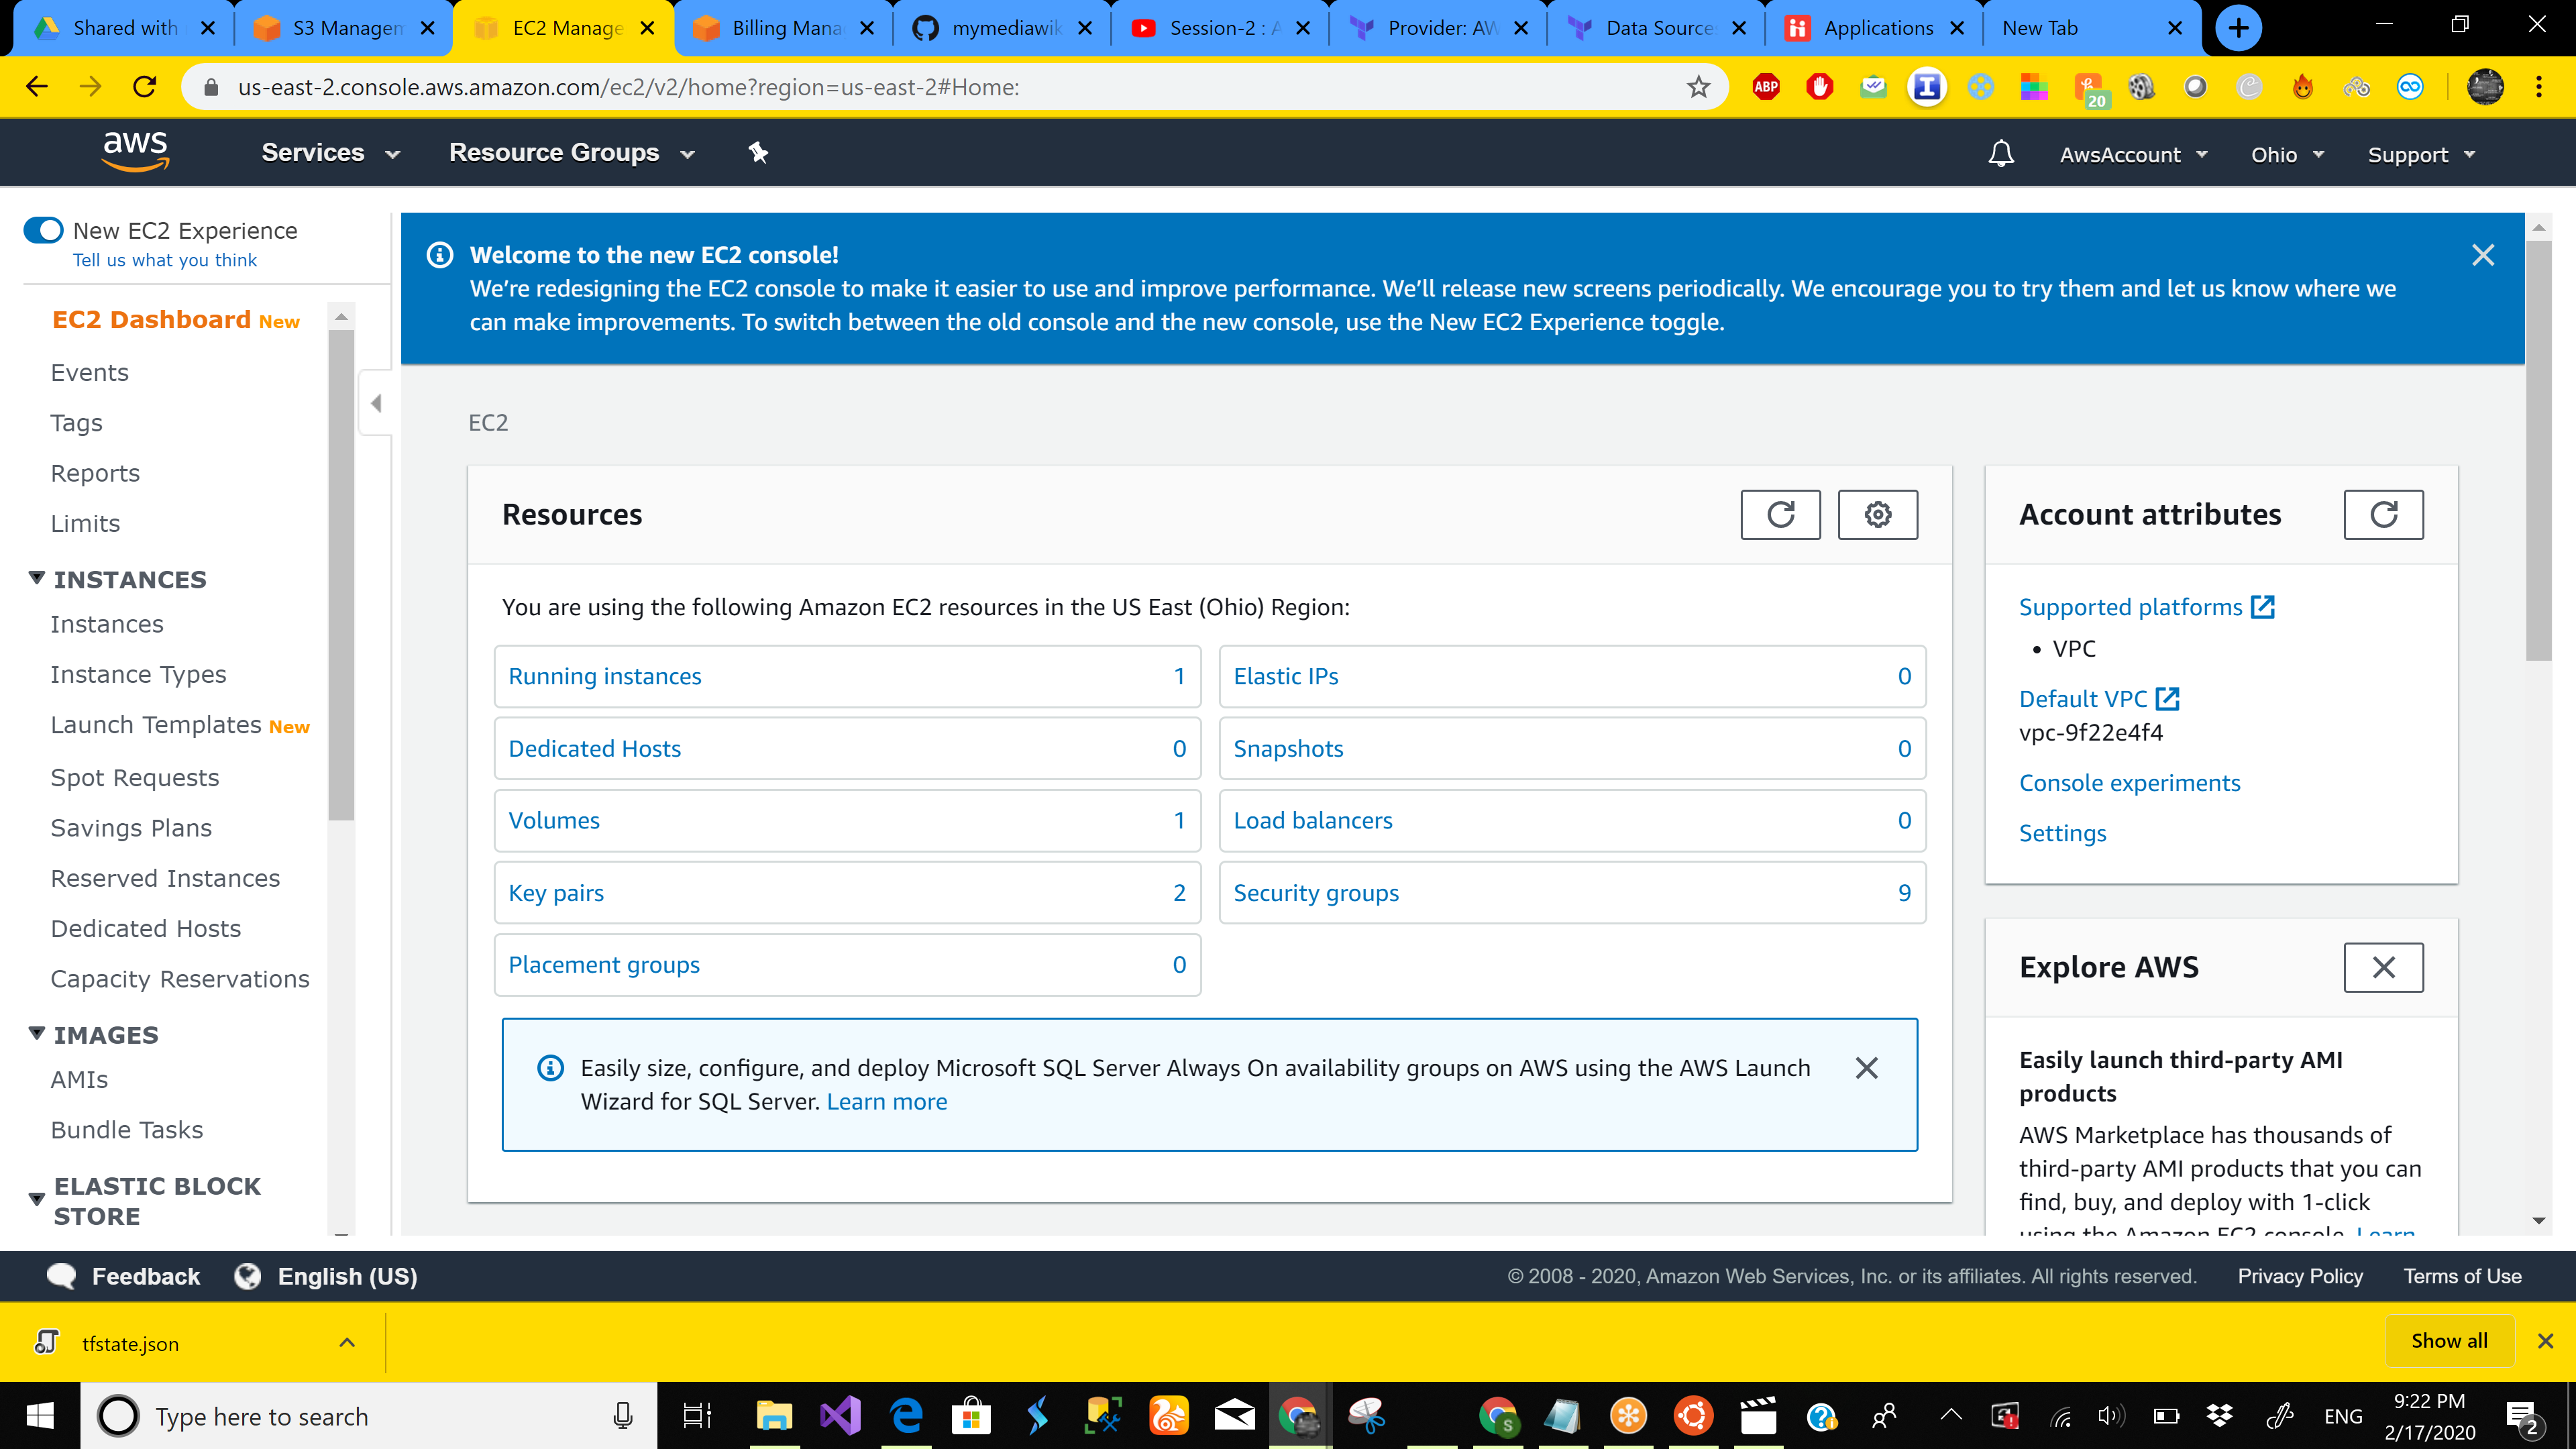 Shared with
S3 Managem
EC2 Manage
Billing Mana
mymediawik
Session-2 : A
Provider: AW
Data Source
Applications
New Tab
us-east-2.console.aws.amazon.com/ec2/v2/home?region=us-east-2#Home:
ABP
20
aws
Services
Resource Groups
AwsAccount
Ohio
Support
New EC2 Experience
Tell us what you think
EC2 Dashboard New
Events
Tags
Reports
Limits
INSTANCES
Instances
Instance Types
Launch Templates New
Spot Requests
Savings Plans
Reserved Instances
Dedicated Hosts
Capacity Reservations
IMAGES
AMIs
Bundle Tasks
ELASTIC BLOCK
STORE
Welcome to the new EC2 console!
We’re redesigning the EC2 console to make it easier to use and improve performance. We’ll release new screens periodically. We encourage you to try them and let us know where we
can make improvements. To switch between the old console and the new console, use the New EC2 Experience toggle.
EC2
Resources
You are using the following Amazon EC2 resources in the US East (Ohio) Region:
Running instances 1
Elastic IPs 0
Dedicated Hosts 0
Snapshots 0
Volumes 1
Load balancers 0
Key pairs 2
Security groups 9
Placement groups 0
Easily size, configure, and deploy Microsoft SQL Server Always On availability groups on AWS using the AWS Launch
Wizard for SQL Server. Learn more
Account attributes
Supported platforms
• VPC
Default VPC
vpc-9f22e4f4
Console experiments
Settings
Explore AWS
Easily launch third-party AMI
products
AWS Marketplace has thousands of
third-party AMI products that you can
find, buy, and deploy with 1-click
using the Amazon EC2 console. Learn
Feedback
English (US)
© 2008 - 2020, Amazon Web Services, Inc. or its affiliates. All rights reserved.
Privacy Policy
Terms of Use
tfstate.json
Show all
Type here to search
S
ENG
9:22 PM
2/17/2020
2